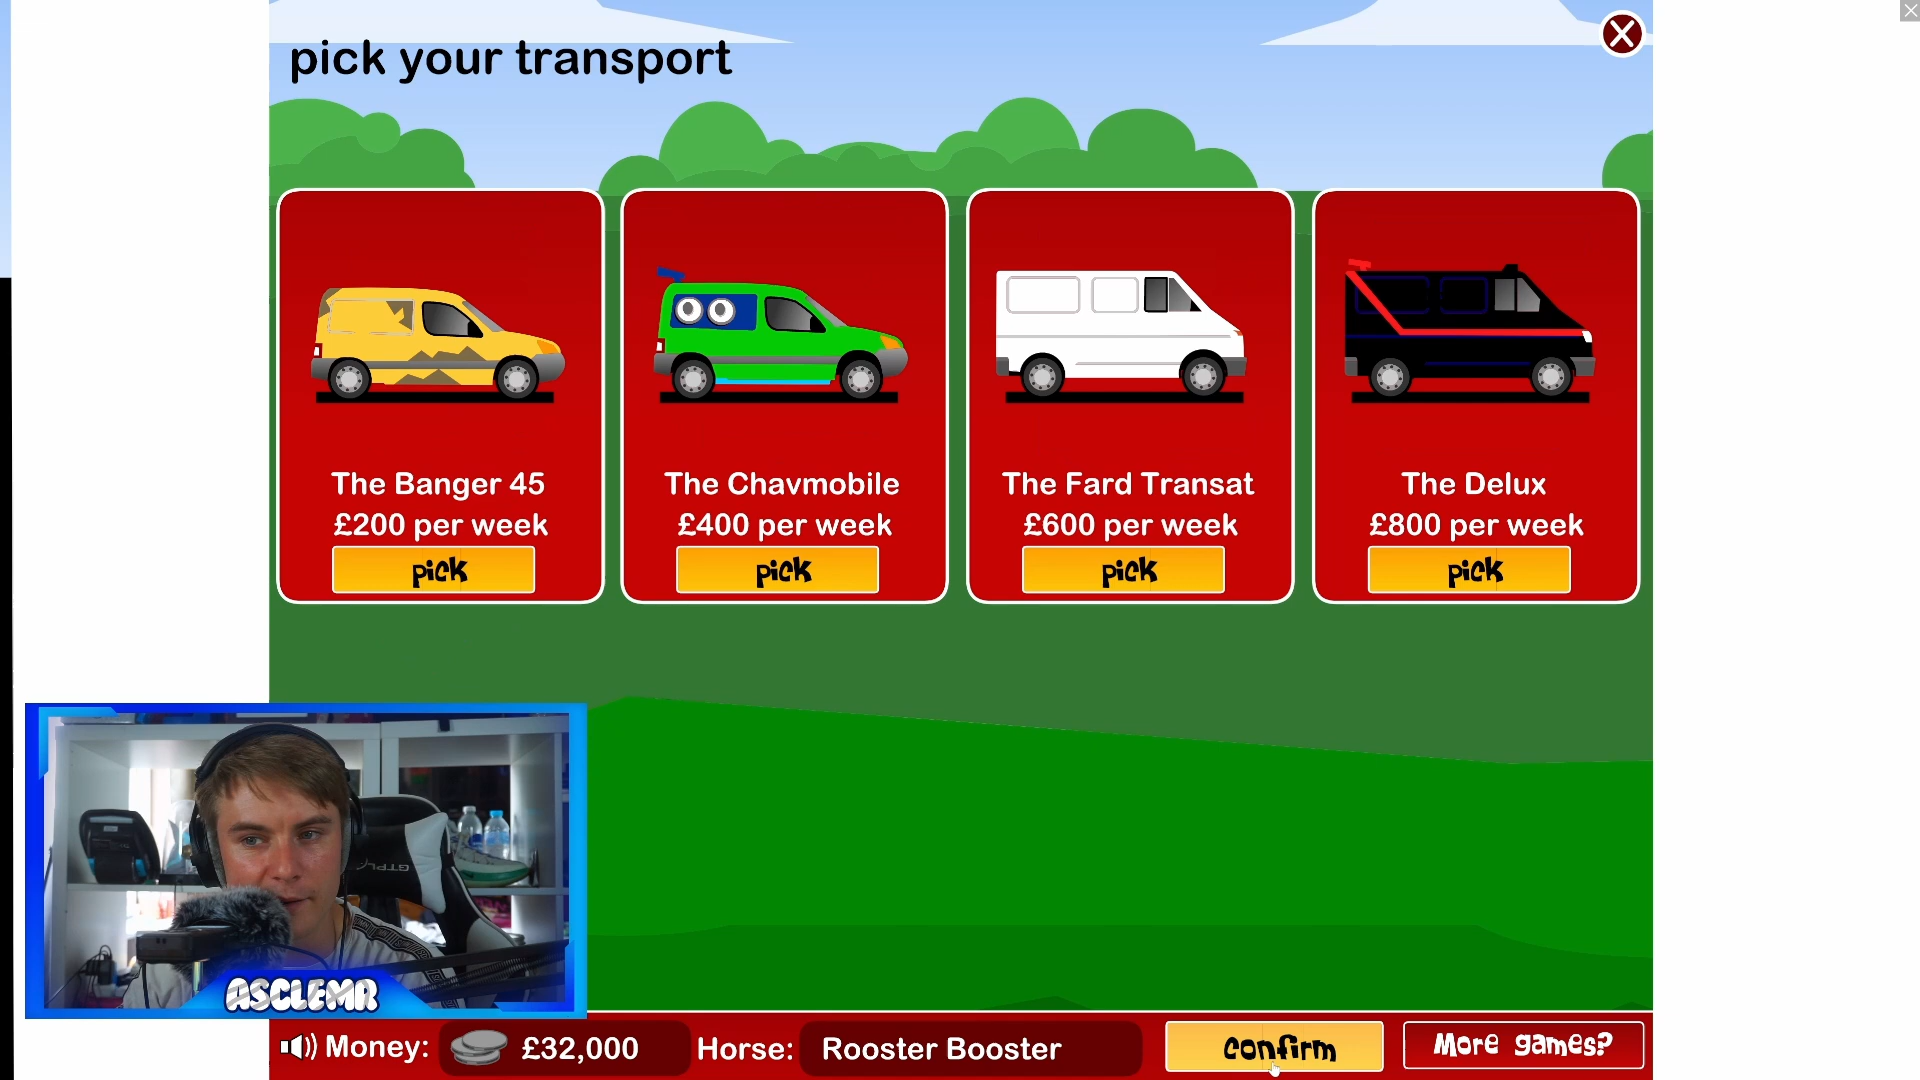 pick your transport
The Banger 45
£200 per week
pick
The Chavmobile
£400 per week
pick
The Fard Transat
£600 per week
pick
The Delux
£800 per week
pick
ASCLEMR
Money: £32,000
Horse: Rooster Booster
confirm
More games?